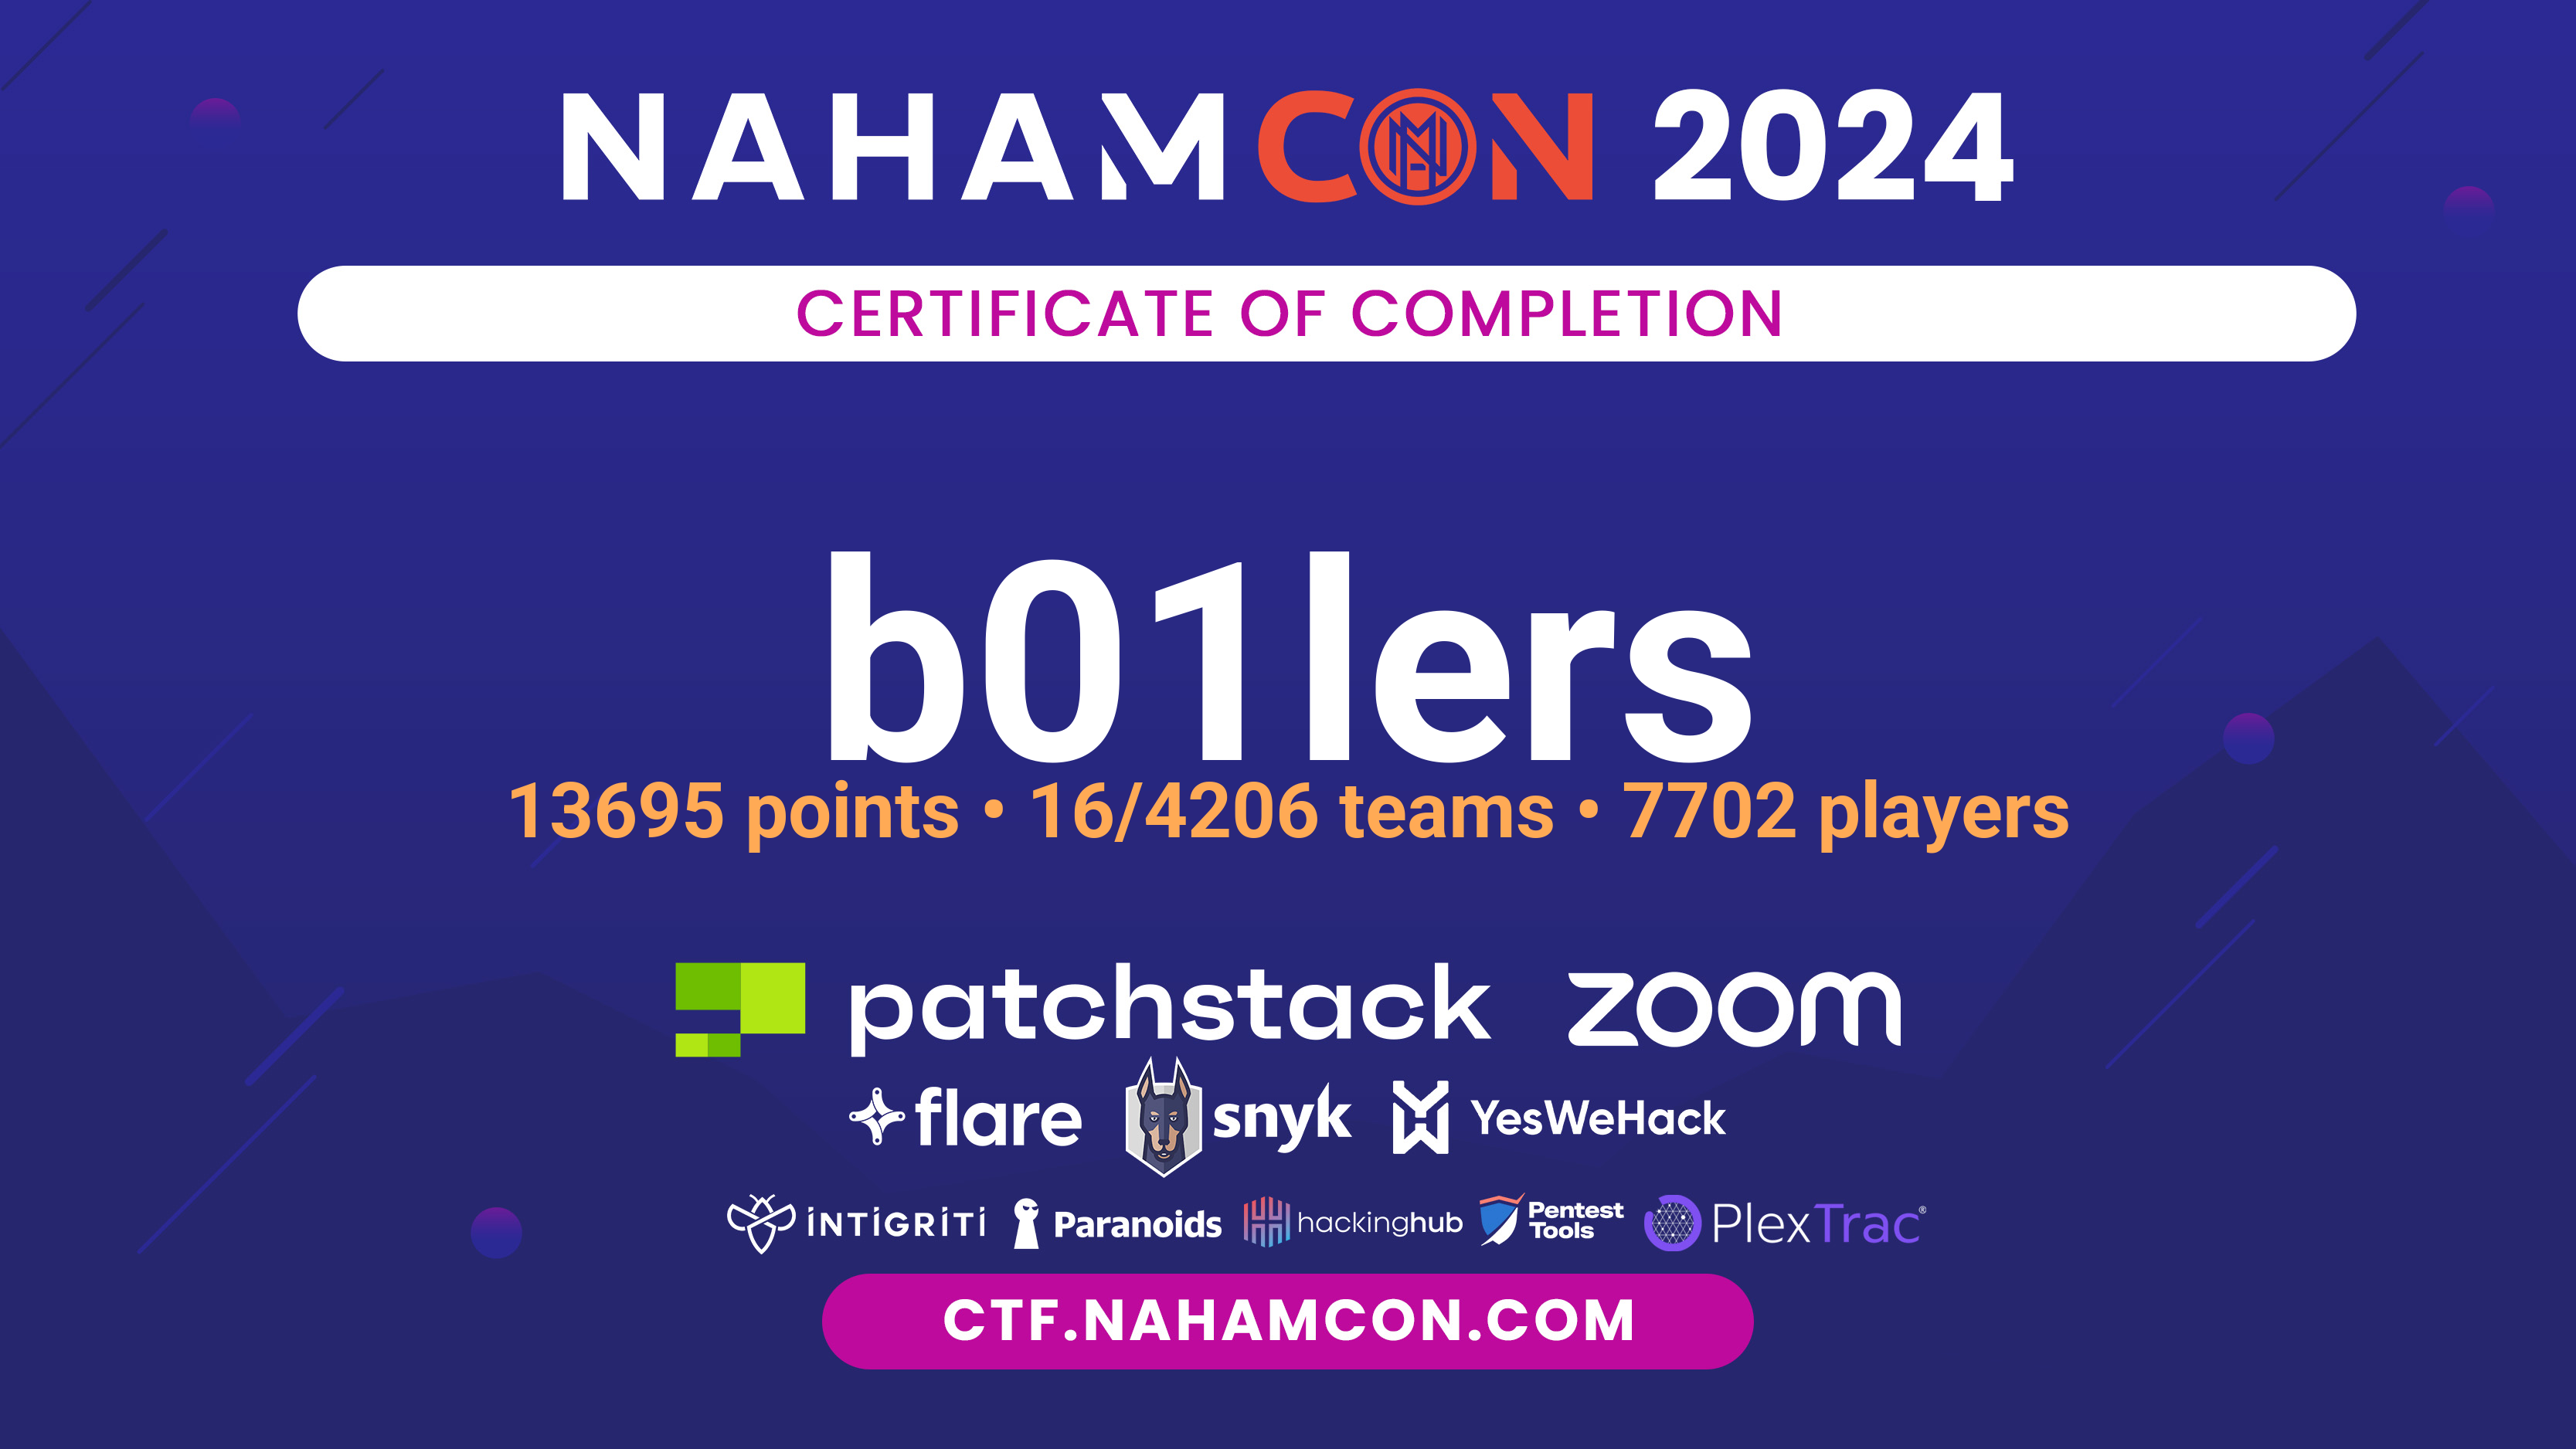 NAHAMCON 2024
CERTIFICATE OF COMPLETION
b01lers
13695 points • 16/4206 teams • 7702 players
patchstack zoom
flare snyk YesWeHack
INTIGRITI Paranoids hackinghub Pentest Tools PlexTrac®
CTF.NAHAMCON.COM